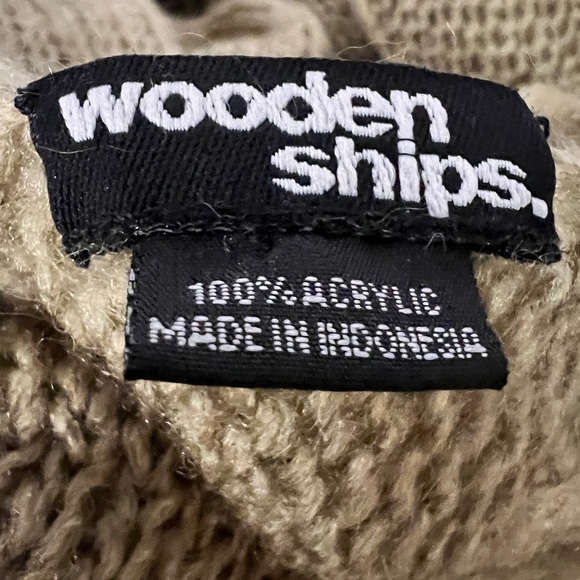 wooden
ships.
100% ACRYLIC
MADE IN INDONESIA